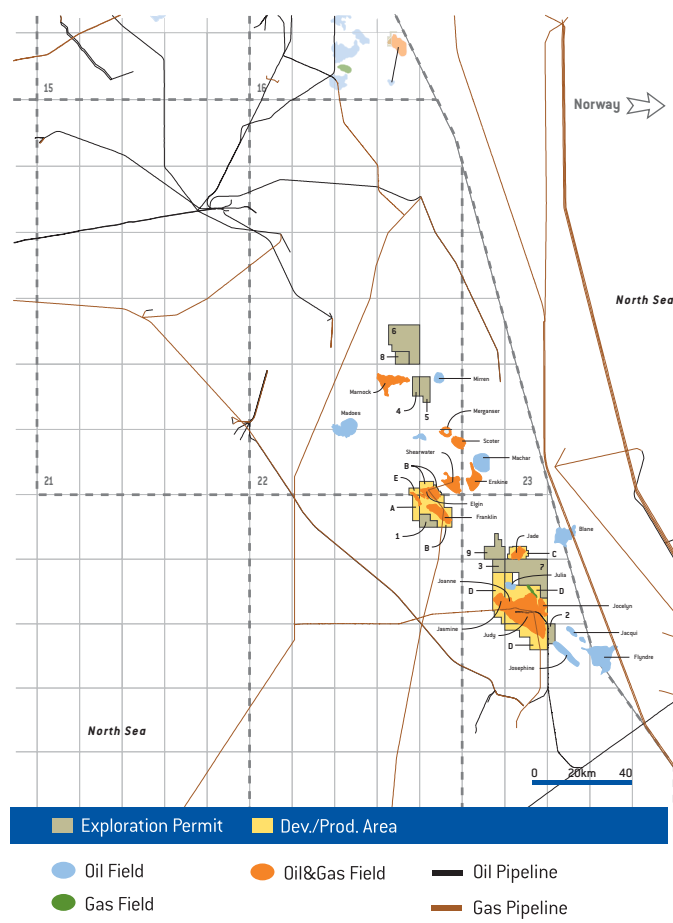 15
16
Norway
North Sea
6
8
Mirren
Marnock
4
5
Madoes
Merganser
Scoter
Shearwater
Machar
B
E
21
22
Erskine
23
Elgin
A
Franklin
1
B
Blane
Jade
9
C
3
7
Joanne
Julia
D
D
Jocelyn
2
Jasmine
Judy
Jacqui
D
Flyndre
Josephine
North Sea
0 20km 40
Exploration Permit
Dev./Prod. Area
Oil Field
Oil&Gas Field
Oil Pipeline
Gas Field
Gas Pipeline